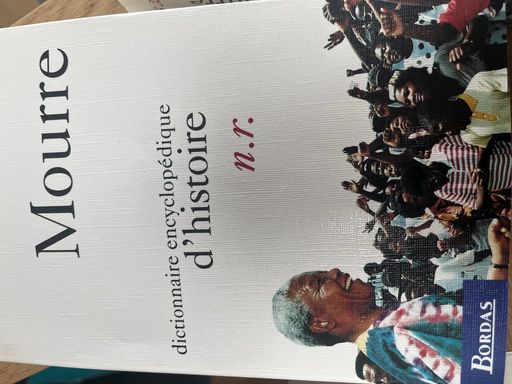 Mourre
dictionnaire encyclopédique
d'histoire
n.r.
BORDAS